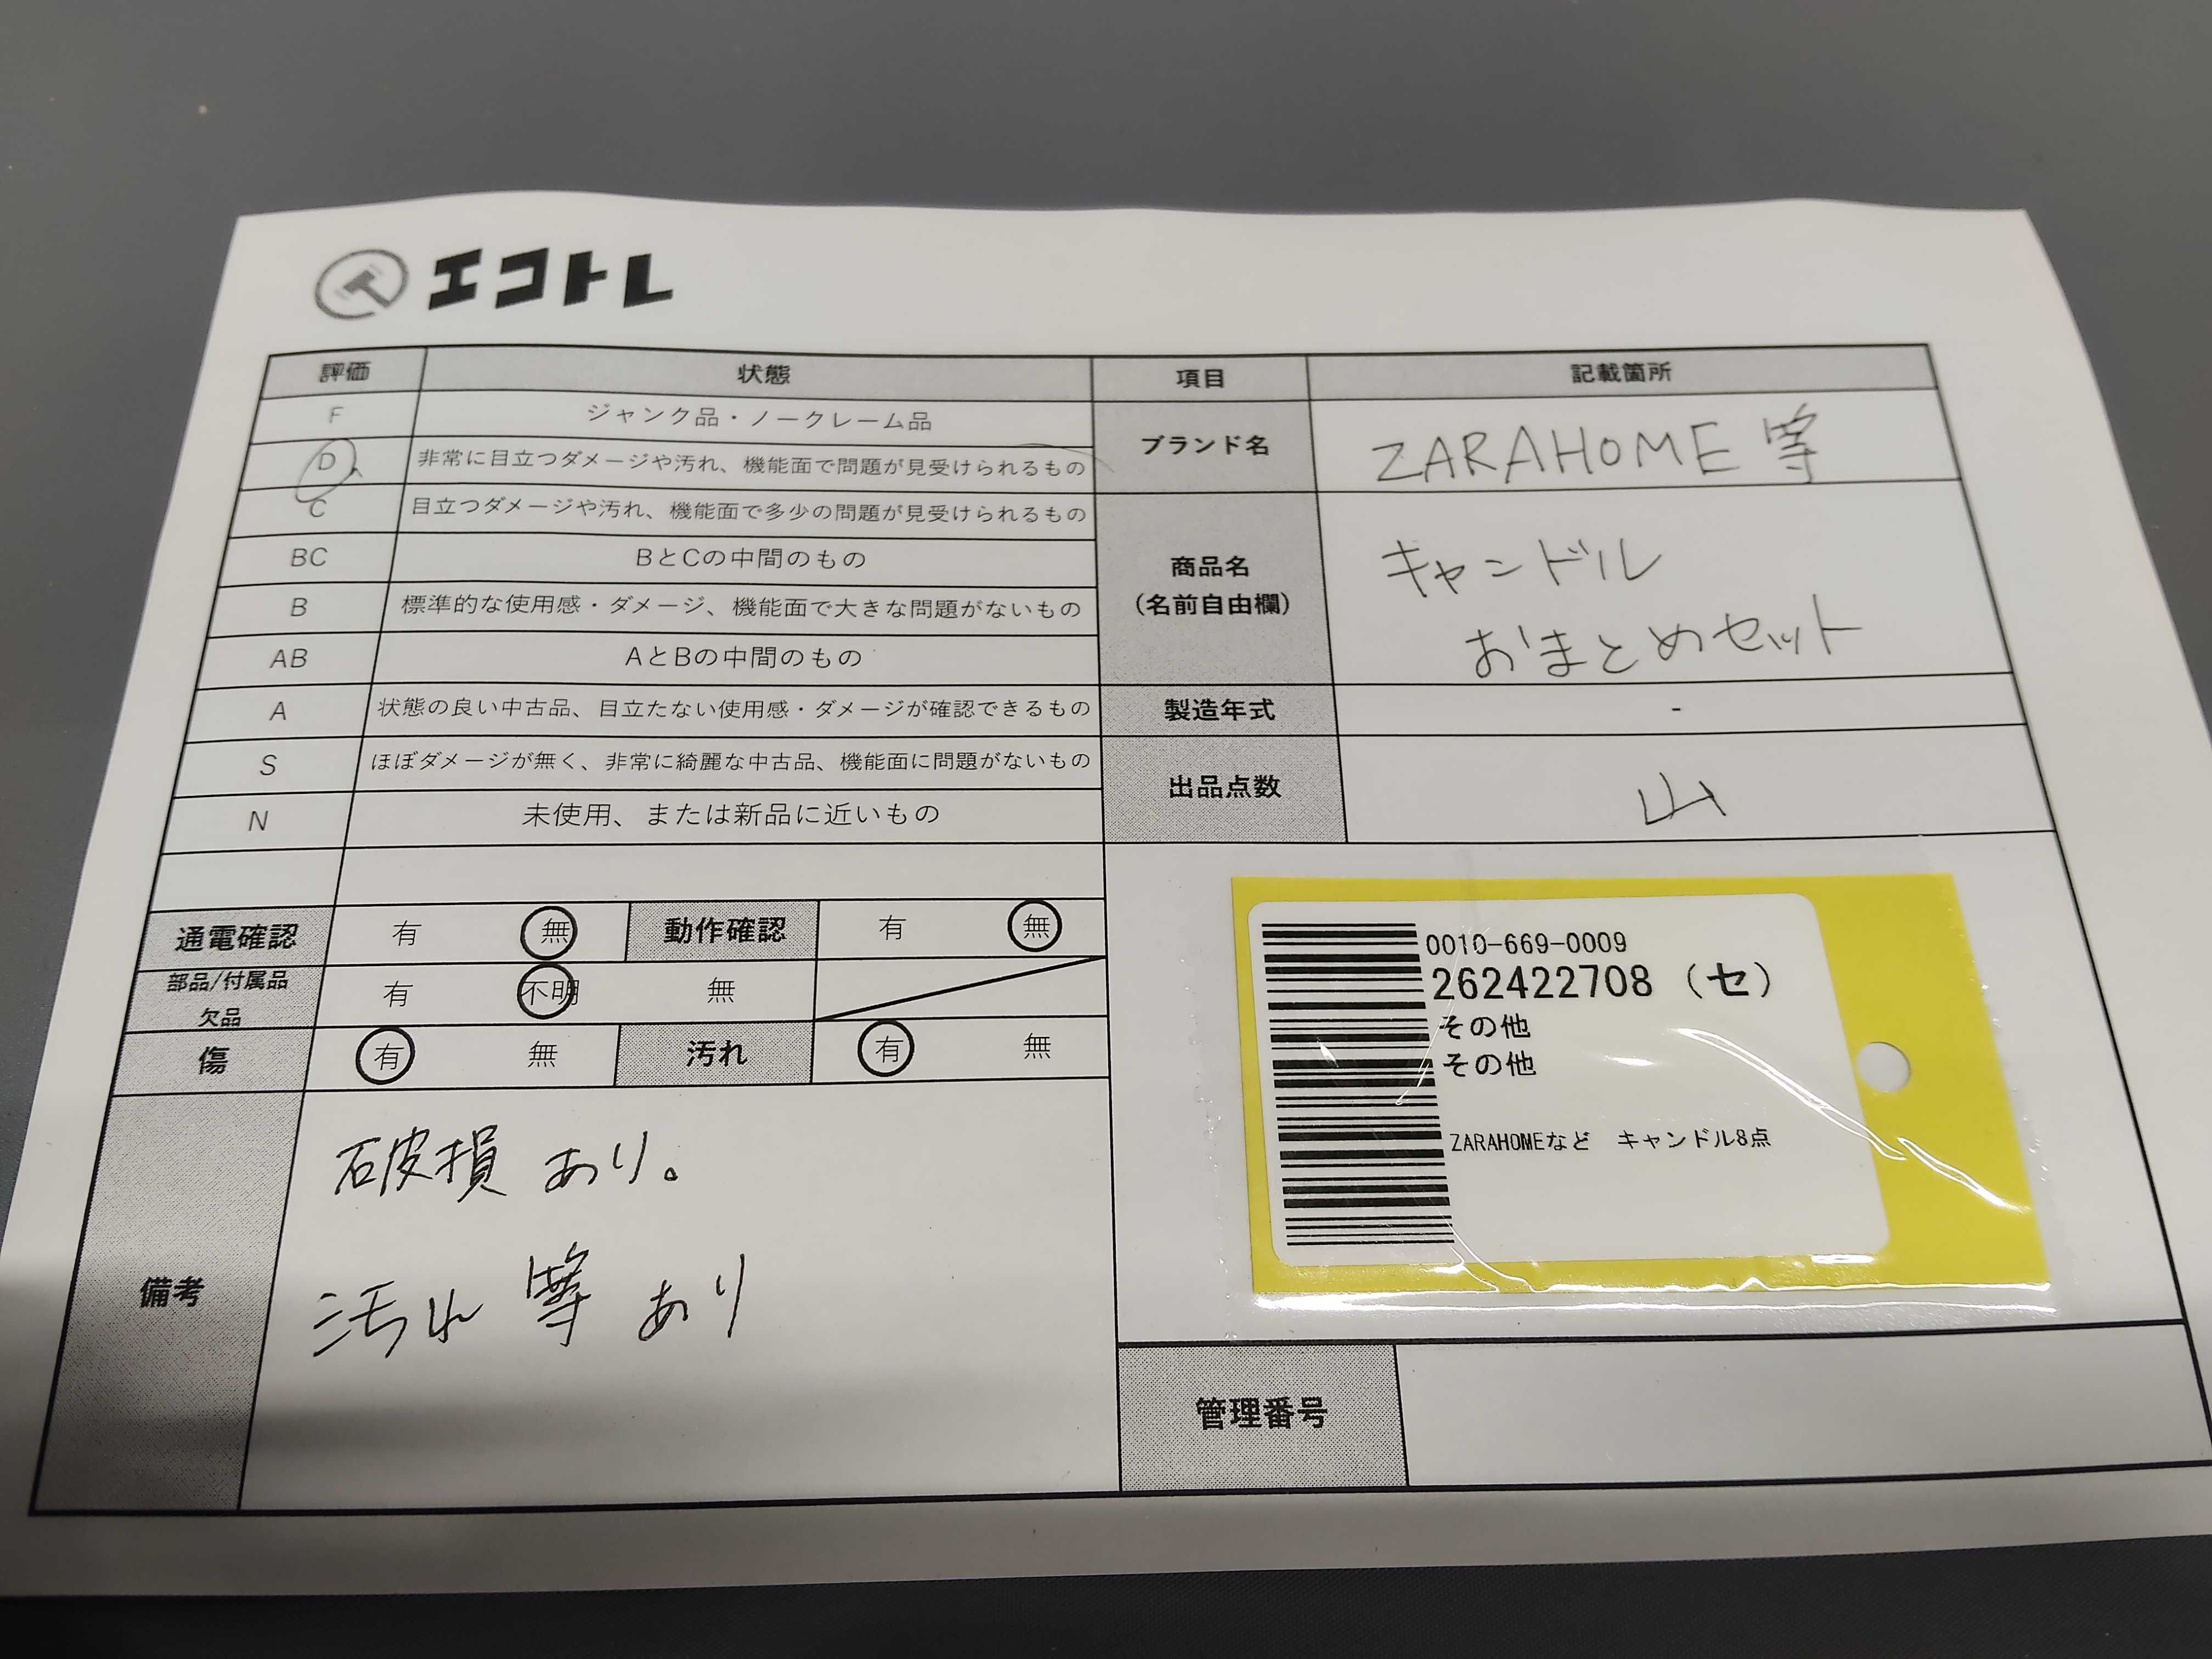 エコトレ
評価 状態 項目 記載箇所
F ジャンク品・ノークレーム品
D 非常に目立つダメージや汚れ、機能面で問題が見受けられるもの
C 目立つダメージや汚れ、機能面で多少の問題が見受けられるもの
BC BとCの中間のもの
B 標準的な使用感・ダメージ、機能面で大きな問題がないもの
AB AとBの中間のもの
A 状態の良い中古品、目立たない使用感・ダメージが確認できるもの
S ほぼダメージが無く、非常に綺麗な中古品、機能面に問題がないもの
N 未使用、または新品に近いもの
ブランド名 ZARAHOME 等
商品名
(名前自由欄)
キャンドル
おまとめセット
製造年式 -
出品点数 山
通電確認 有 無 動作確認 有 無
部品/付属品
欠品
有 不明 無
傷 有 無 汚れ 有 無
備考
破損 あり。
汚れ 等 あり
0010-669-0009
262422708 (セ)
その他
その他
ZARAHOMEなど キャンドル8点
管理番号